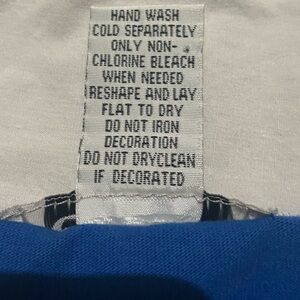 HAND WASH
COLD SEPARATELY
ONLY NON-
CHLORINE BLEACH
WHEN NEEDED
RESHAPE AND LAY
FLAT TO DRY
DO NOT IRON
DECORATION
DO NOT DRYCLEAN
IF DECORATED